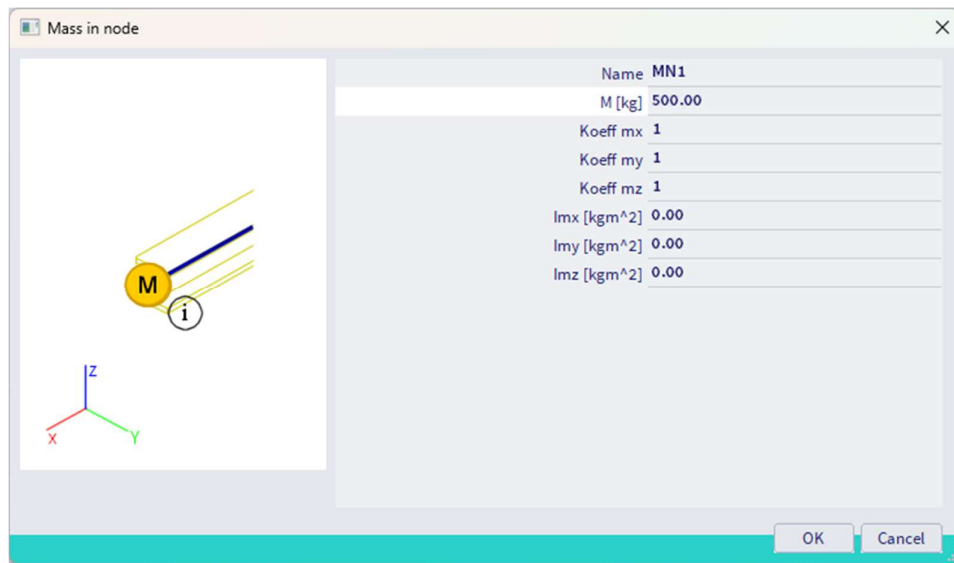 Mass in node
Name MN1
M [kg] 500.00
Koeff mx 1
Koeff my 1
Koeff mz 1
Imx [kgm^2] 0.00
Imy [kgm^2] 0.00
Imz [kgm^2] 0.00
M
i
Z
X
Y
OK Cancel